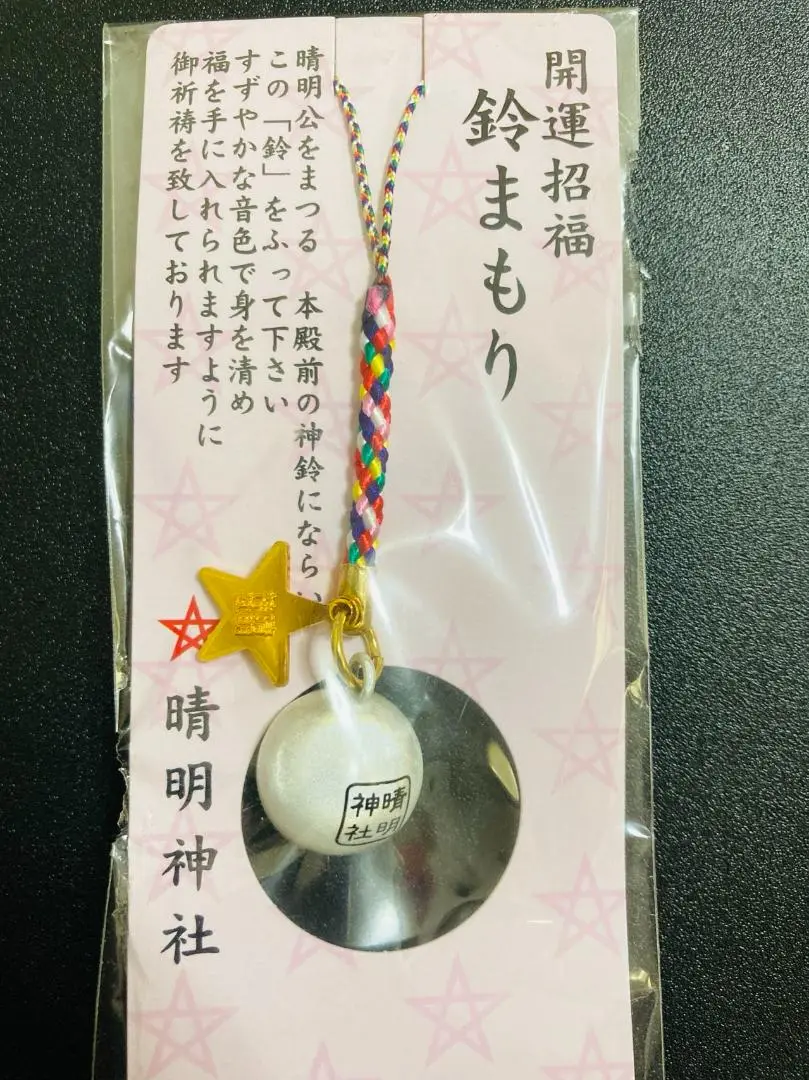 開運招福
鈴まもり
晴明公をまつる 本殿前の神鈴にならい
この「鈴」をふって下さい
すずやかな音色で身を清め
福を手に入れられますように
御祈祷を致しております
晴明神社
晴明
神社